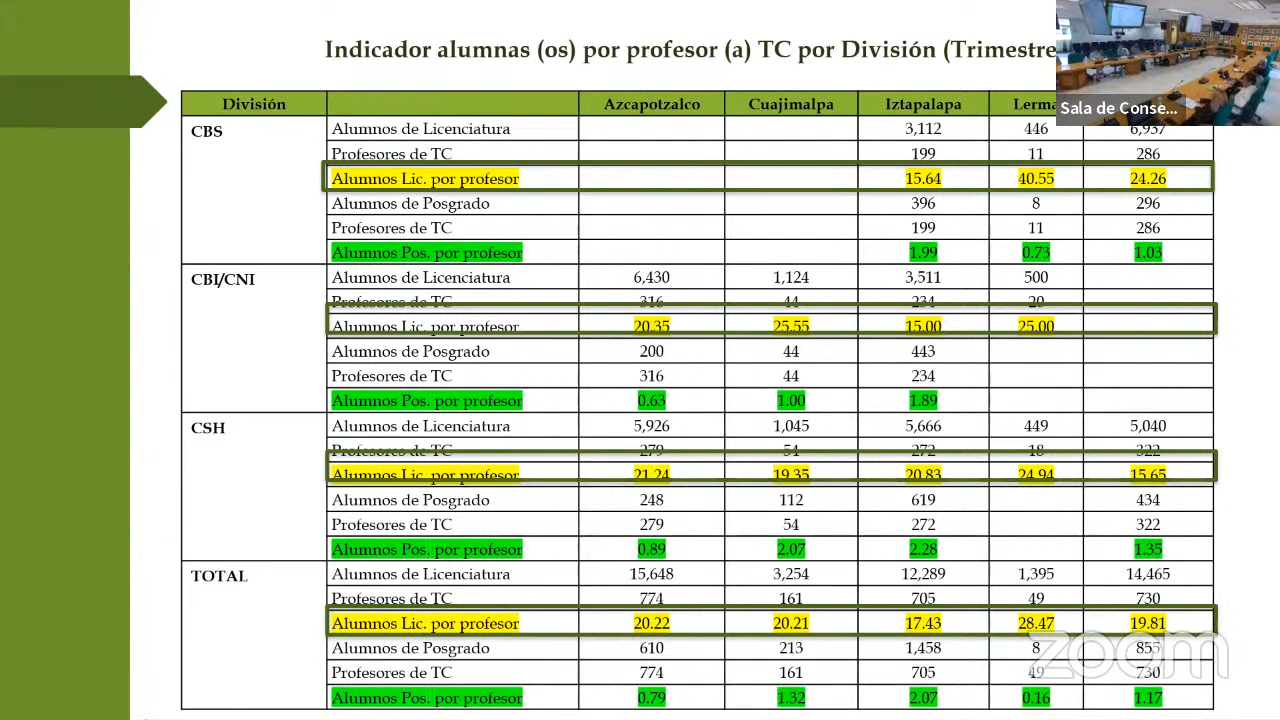 Indicador alumnas (os) por profesor (a) TC por División (Trimestre
Sala de Conse...
División Azcapotzalco Cuajimalpa Iztapalapa Lerma
CBS Alumnos de Licenciatura 3,112 446 6,937
Profesores de TC 199 11 286
Alumnos Lic. por profesor 15.64 40.55 24.26
Alumnos de Posgrado 396 8 296
Profesores de TC 199 11 286
Alumnos Pos. por profesor 1.99 0.73 1.03
CBI/CNI Alumnos de Licenciatura 6,430 1,124 3,511 500
Profesores de TC 316 44 234 20
Alumnos Lic. por profesor 20.35 25.55 15.00 25.00
Alumnos de Posgrado 200 44 443
Profesores de TC 316 44 234
Alumnos Pos. por profesor 0.63 1.00 1.89
CSH Alumnos de Licenciatura 5,926 1,045 5,666 449 5,040
Profesores de TC 279 54 272 18 322
Alumnos Lic. por profesor 21.24 19.35 20.83 24.94 15.65
Alumnos de Posgrado 248 112 619 434
Profesores de TC 279 54 272 322
Alumnos Pos. por profesor 0.89 2.07 2.28 1.35
TOTAL Alumnos de Licenciatura 15,648 3,254 12,289 1,395 14,465
Profesores de TC 774 161 705 49 730
Alumnos Lic. por profesor 20.22 20.21 17.43 28.47 19.81
Alumnos de Posgrado 610 213 1,458 8 855
Profesores de TC 774 161 705 49 730
Alumnos Pos. por profesor 0.79 1.32 2.07 0.16 1.17
zoom